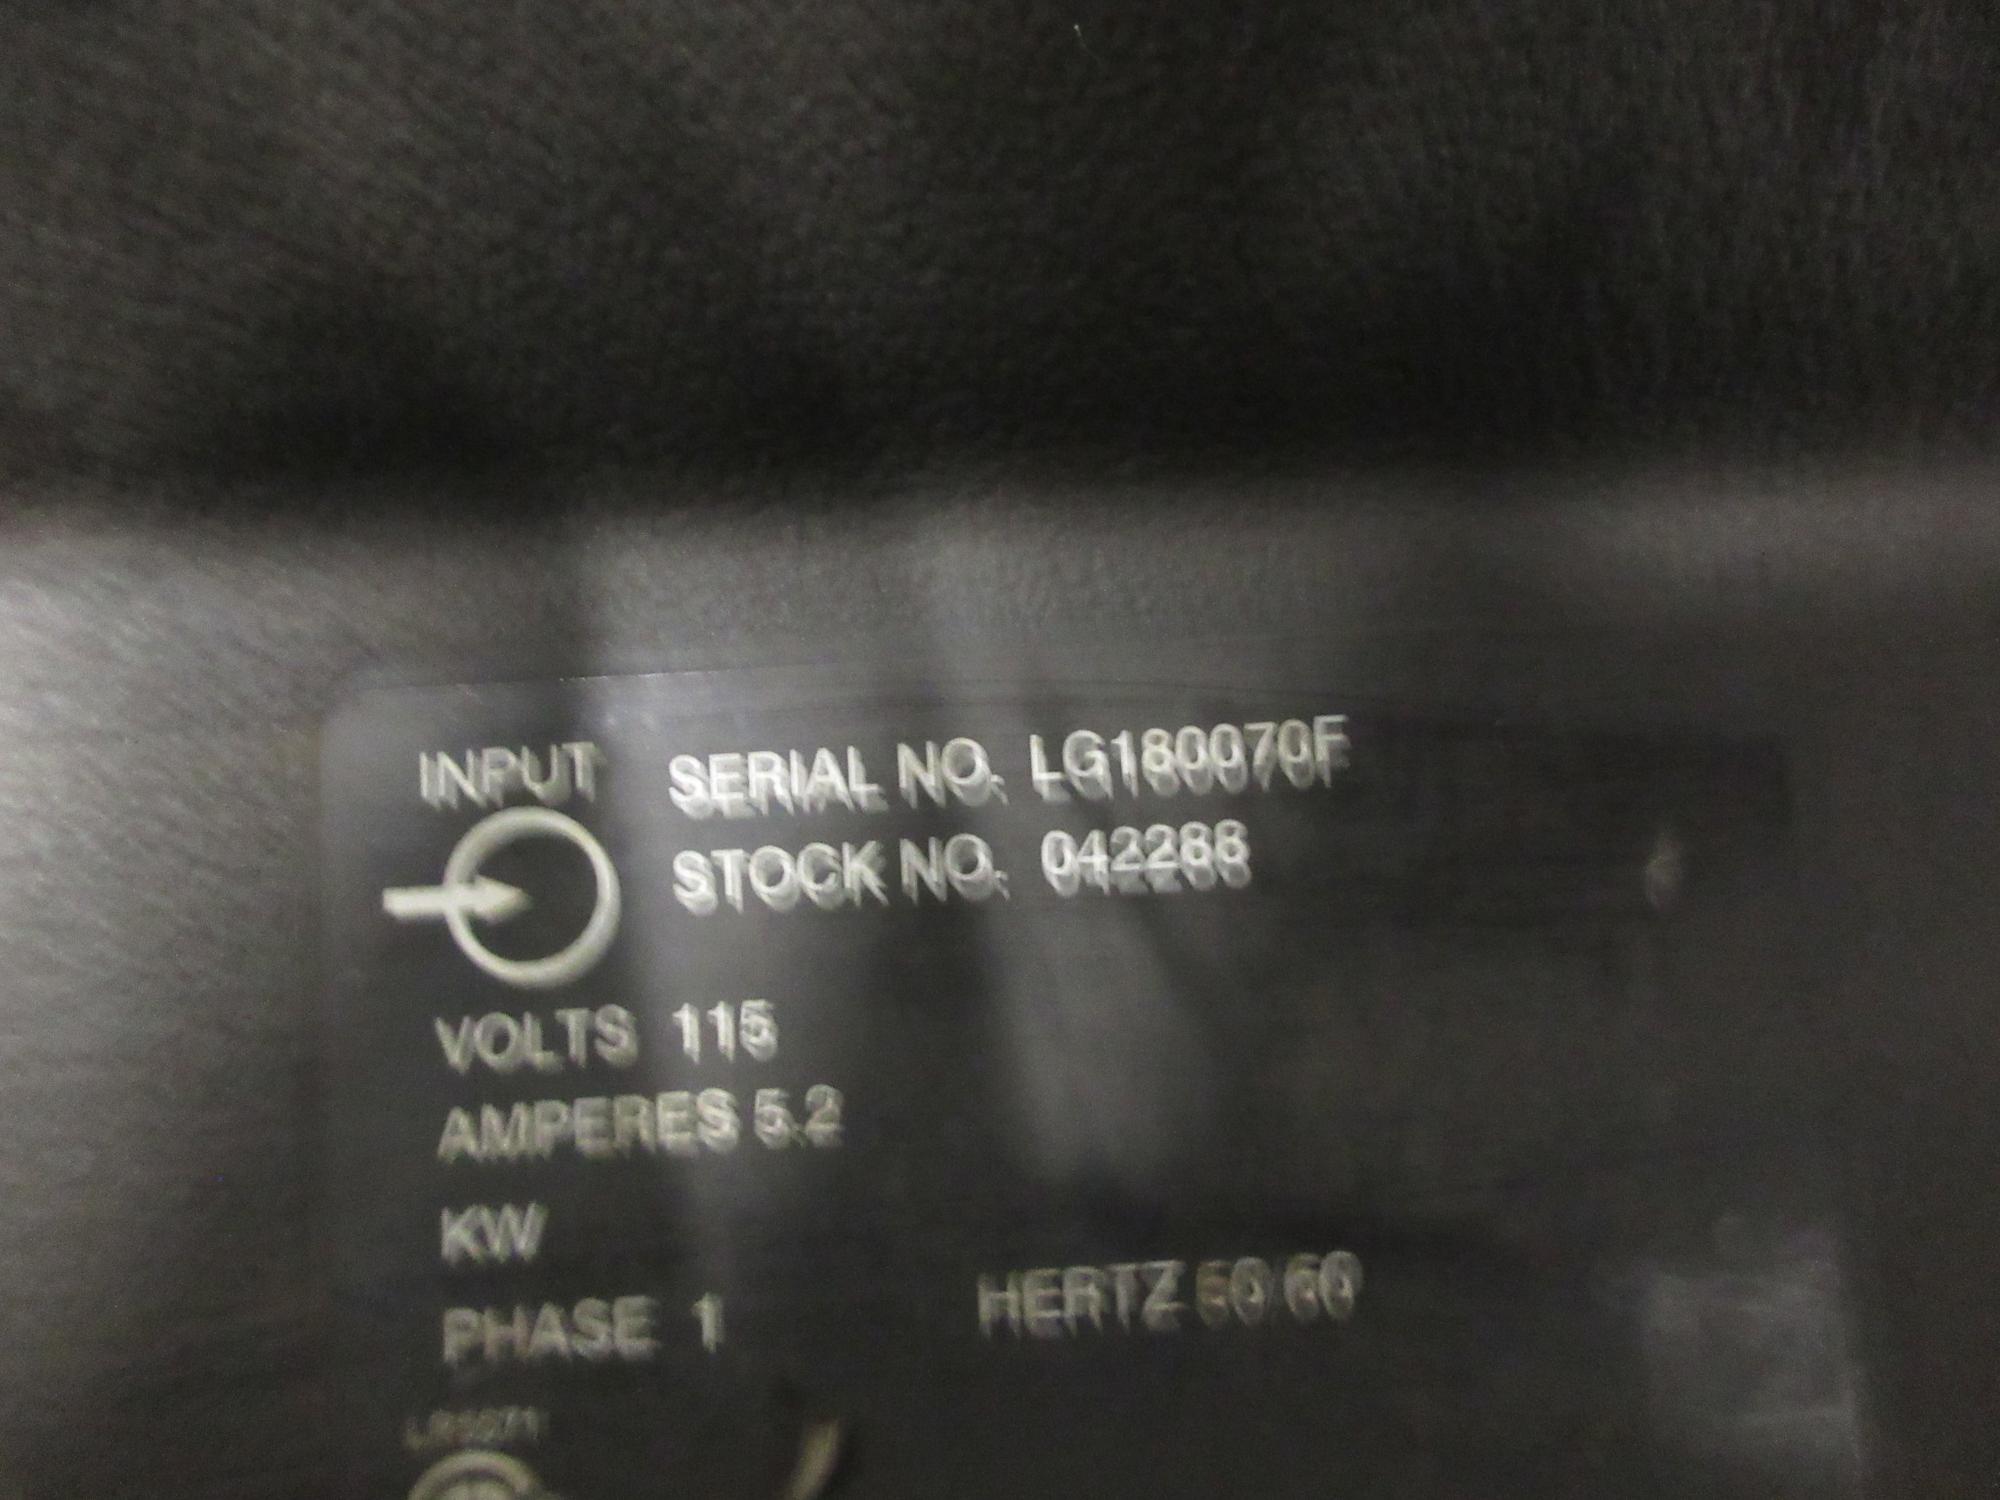 INPUT SERIAL NO. LG180070F
STOCK NO. 042288
VOLTS 115
AMPERES 5.2
KW
PHASE 1 HERTZ 50/60